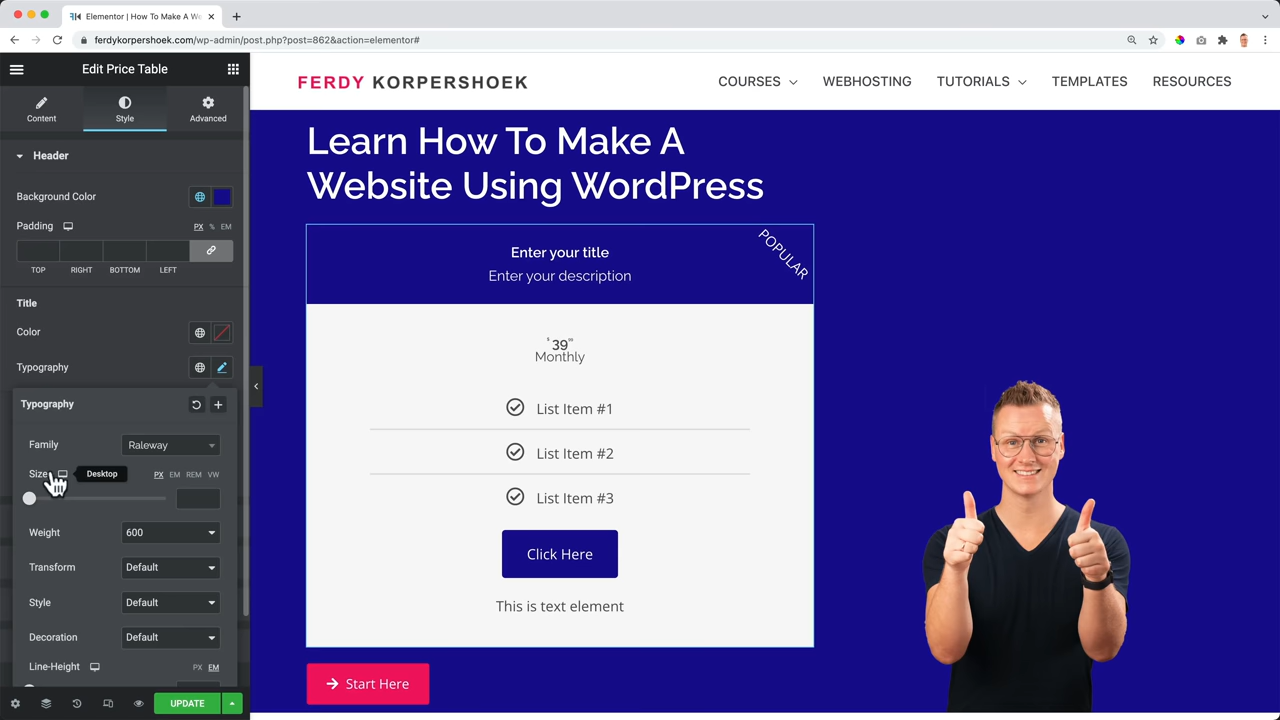 Elementor | How To Make A We
ferdykorpershoek.com/wp-admin/post.php?post=862&action=elementor#
Edit Price Table
Content
Style
Advanced
Header
Background Color
Padding
PX % EM
TOP RIGHT BOTTOM LEFT
Title
Color
Typography
Typography
Family
Raleway
Size
Desktop
PX EM REM VW
Weight
600
Transform
Default
Style
Default
Decoration
Default
Line-Height
PX EM
UPDATE
FERDY KORPERSHOEK
COURSES
WEBHOSTING
TUTORIALS
TEMPLATES
RESOURCES
Learn How To Make A
Website Using WordPress
Enter your title
Enter your description
POPULAR
39
Monthly
List Item #1
List Item #2
List Item #3
Click Here
This is text element
Start Here